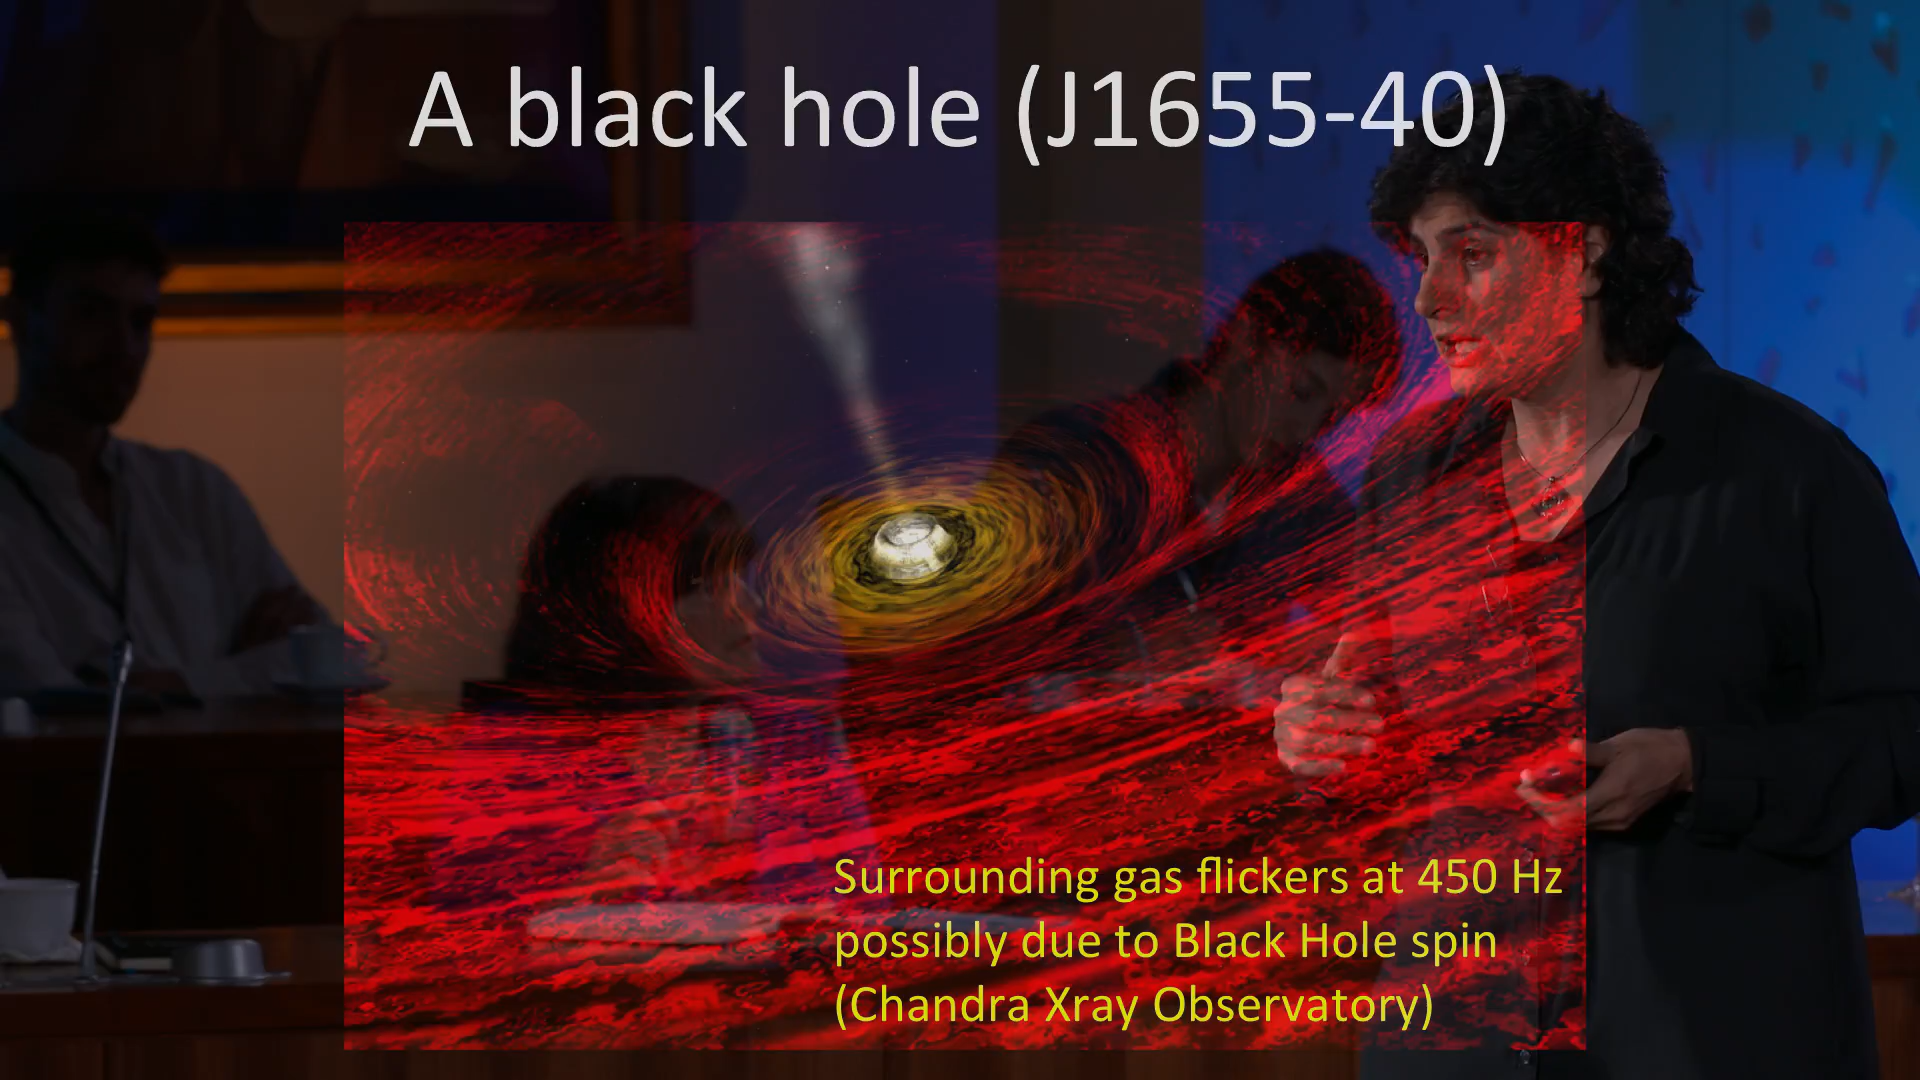 A black hole (J1655-40)
Surrounding gas flickers at 450 Hz
possibly due to Black Hole spin
(Chandra Xray Observatory)